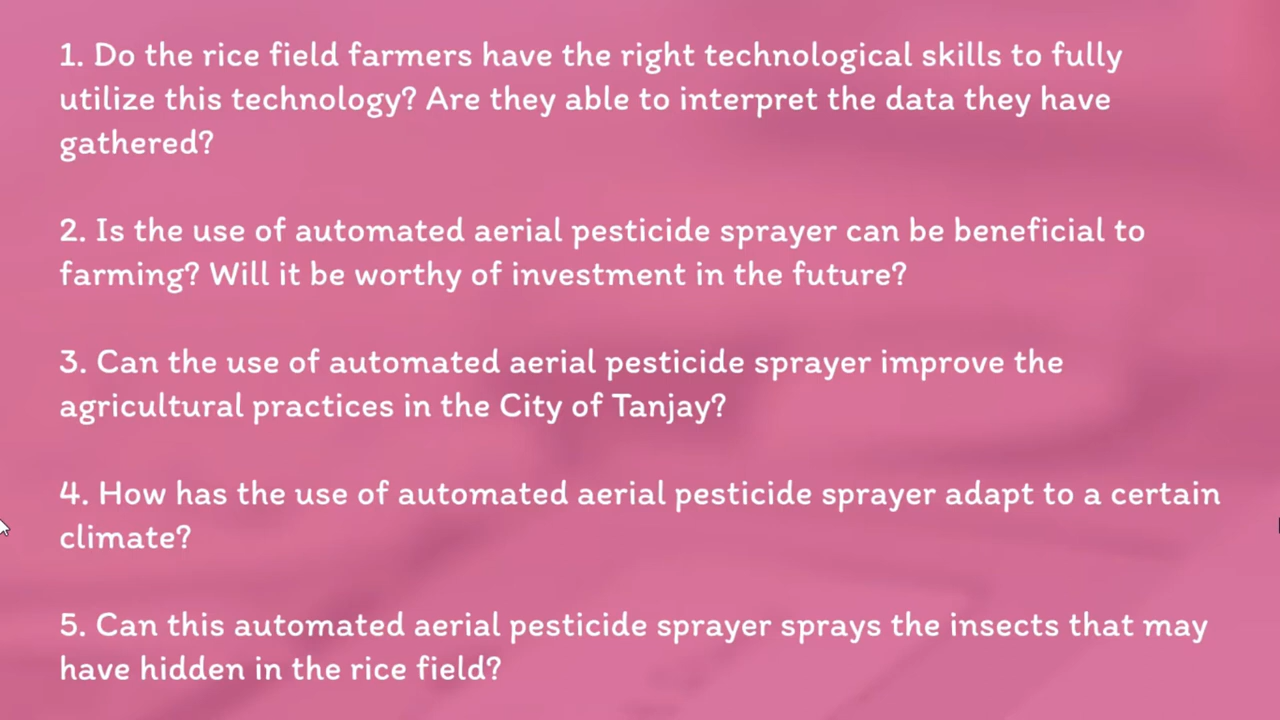 1. Do the rice field farmers have the right technological skills to fully
utilize this technology? Are they able to interpret the data they have
gathered?
2. Is the use of automated aerial pesticide sprayer can be beneficial to
farming? Will it be worthy of investment in the future?
3. Can the use of automated aerial pesticide sprayer improve the
agricultural practices in the City of Tanjay?
4. How has the use of automated aerial pesticide sprayer adapt to a certain
climate?
5. Can this automated aerial pesticide sprayer sprays the insects that may
have hidden in the rice field?